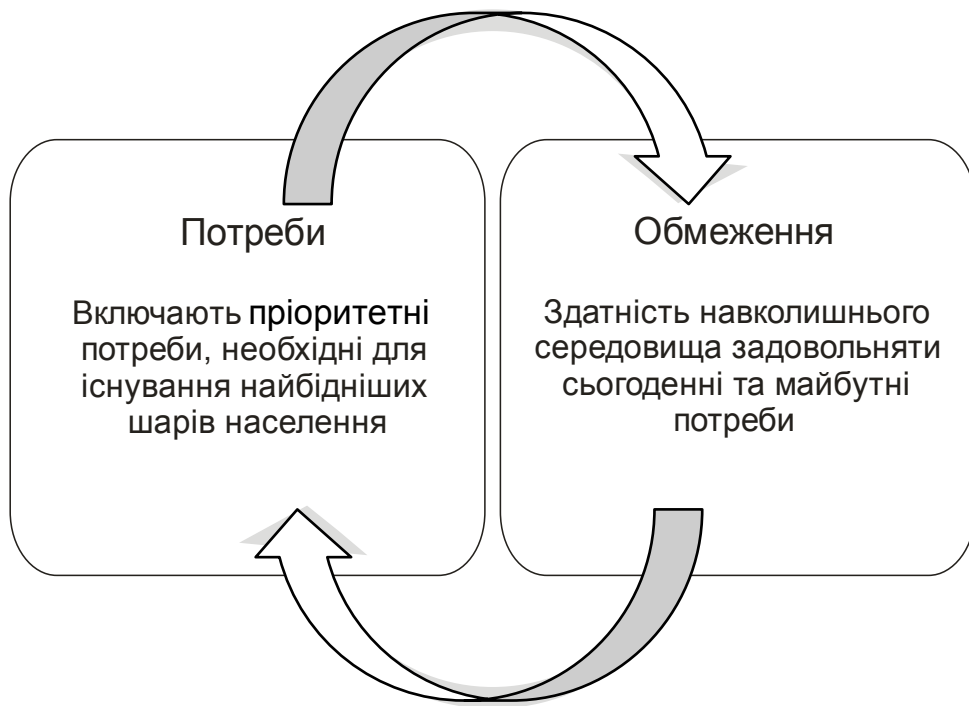 Потреби
Включають пріоритетні
потреби, необхідні для
існування найбідніших
шарів населення
Обмеження
Здатність навколишнього
середовища задовольняти
сьогоденні та майбутні
потреби